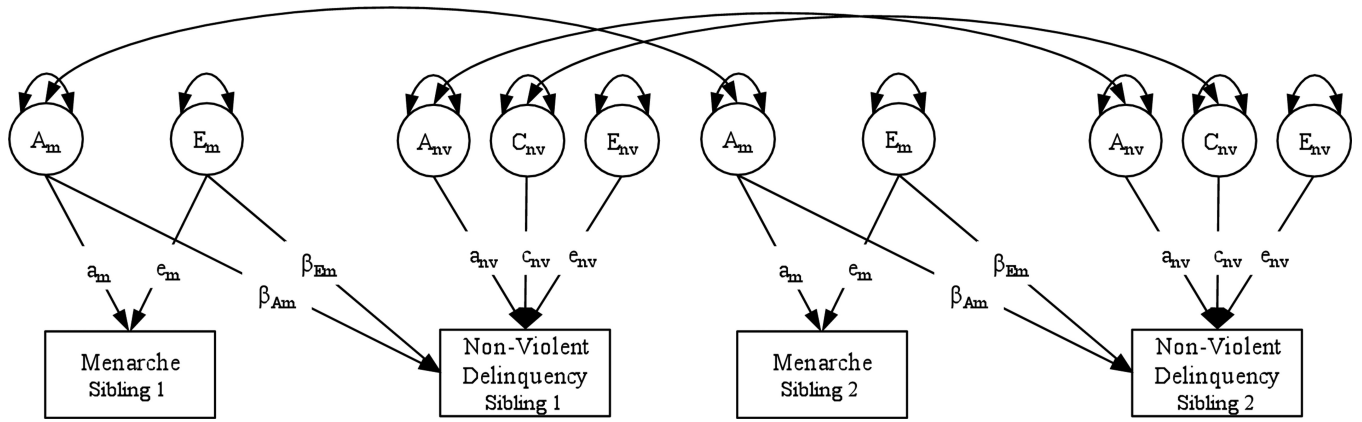 Am Em Anv Cnv Env Am Em Anv Cnv Env
am em βEm βAm anv cnv env am em βEm βAm anv cnv env
Menarche
Sibling 1
Non-Violent
Delinquency
Sibling 1
Menarche
Sibling 2
Non-Violent
Delinquency
Sibling 2